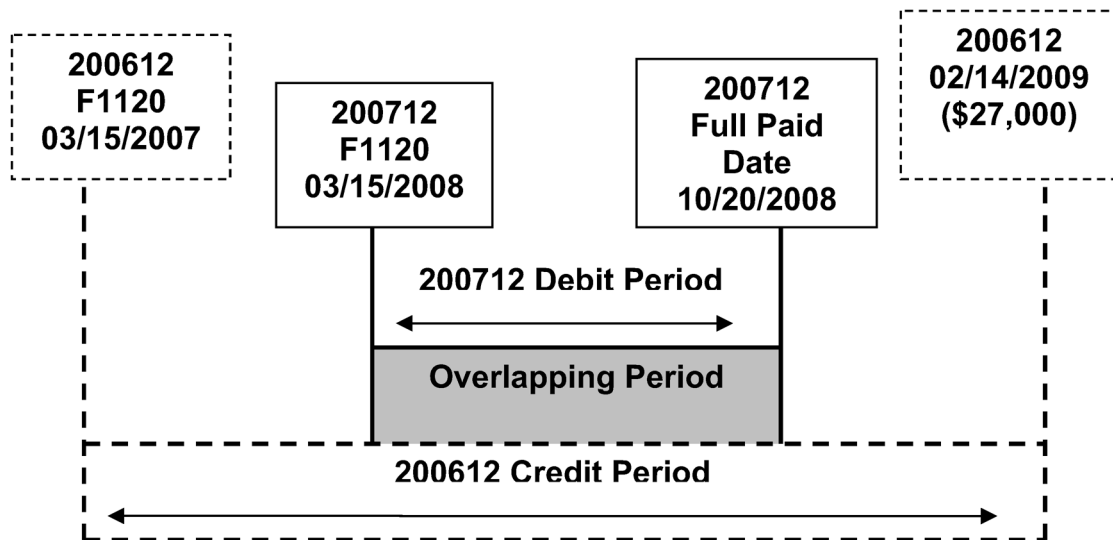 200612
F1120
03/15/2007
200712
F1120
03/15/2008
200712
Full Paid
Date
10/20/2008
200612
02/14/2009
($27,000)
200712 Debit Period
Overlapping Period
200612 Credit Period